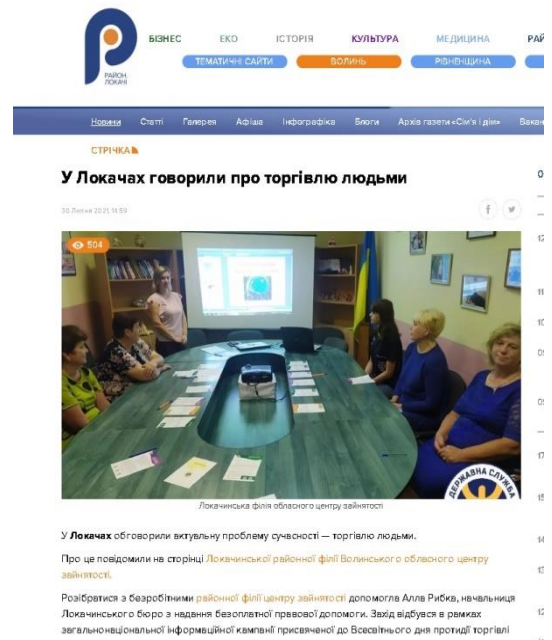 РАЙОН.
ЛОКАЧІ
БІЗНЕС ЕКО ІСТОРІЯ КУЛЬТУРА МЕДИЦИНА РАЙ
ТЕМАТИЧНІ САЙТИ ВОЛИНЬ РІВНЕНЩИНА
Новини Статті Галерея Афіша Інфографіка Блоги Архів газети «Сім'я і дім» Вакан
СТРІЧКА
У Локачах говорили про торгівлю людьми
30 Липня 2021, 14:59
504
ДЕРЖАВНА СЛУЖБА
Локачинська філія обласного центру зайнятості
У Локачах обговорили актуальну проблему сучасності — торгівлю людьми.
Про це повідомили на сторінці Локачинської районної філії Волинського обласного центру
зайнятості.
Розібратися з безробітними районної філії центру зайнятості допомогла Алла Рибка, начальниця
Локачинського бюро з надання безоплатної правової допомоги. Захід відбувся в рамках
загальнонаціональної інформаційної кампанії присвяченої до Всесвітнього дня протидії торгівлі